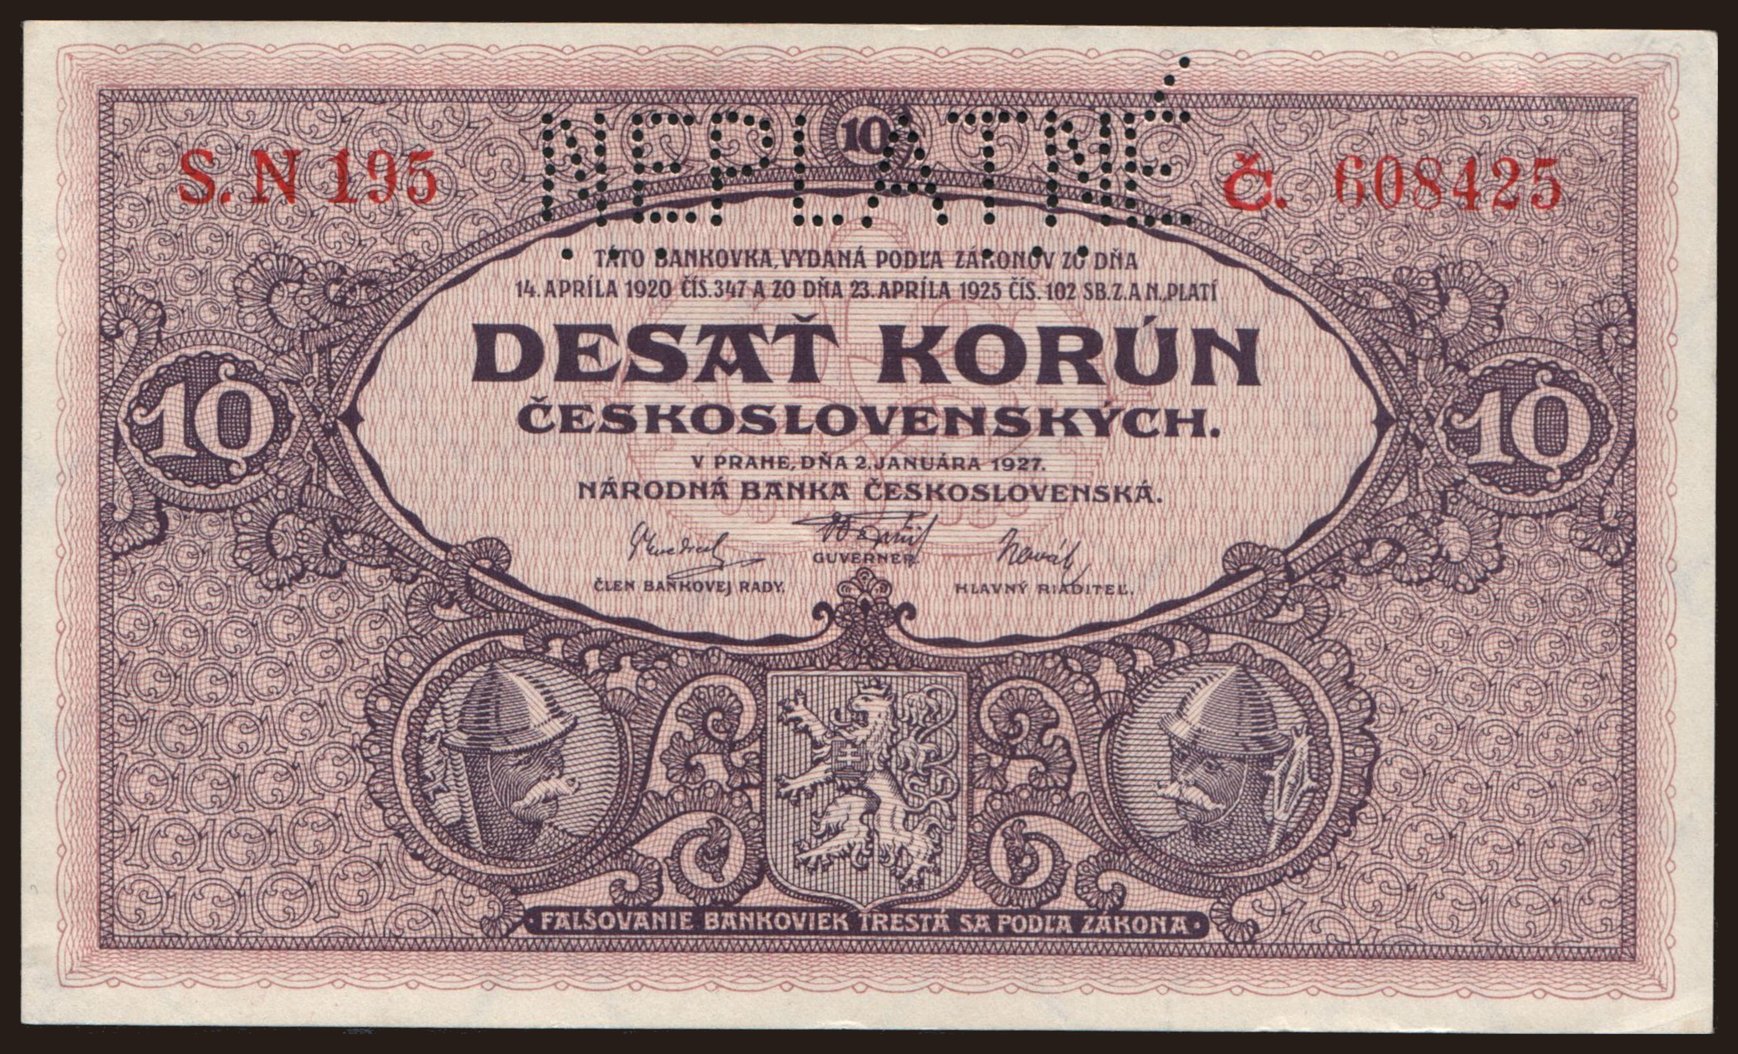 NEPLATNÉ
10
S.N 195
Č. 608425
TÁTO BANKOVKA, VYDANÁ PODĽA ZÁKONOV ZO DŇA
14. APRÍLA 1920 ČÍS. 347 A ZO DŇA 23. APRÍLA 1925 ČÍS. 102 SB. Z. A N., PLATÍ
DESAŤ KORÚN
ČESKOSLOVENSKÝCH.
10
10
V PRAHE, DŇA 2. JANUÁRA 1927.
NÁRODNÁ BANKA ČESKOSLOVENSKÁ.
GUVERNER.
ČLEN BANKOVEJ RADY.
HLAVNÝ RIADITEĽ.
· FALŠOVANIE BANKOVIEK TRESTÁ SA PODĽA ZÁKONA ·